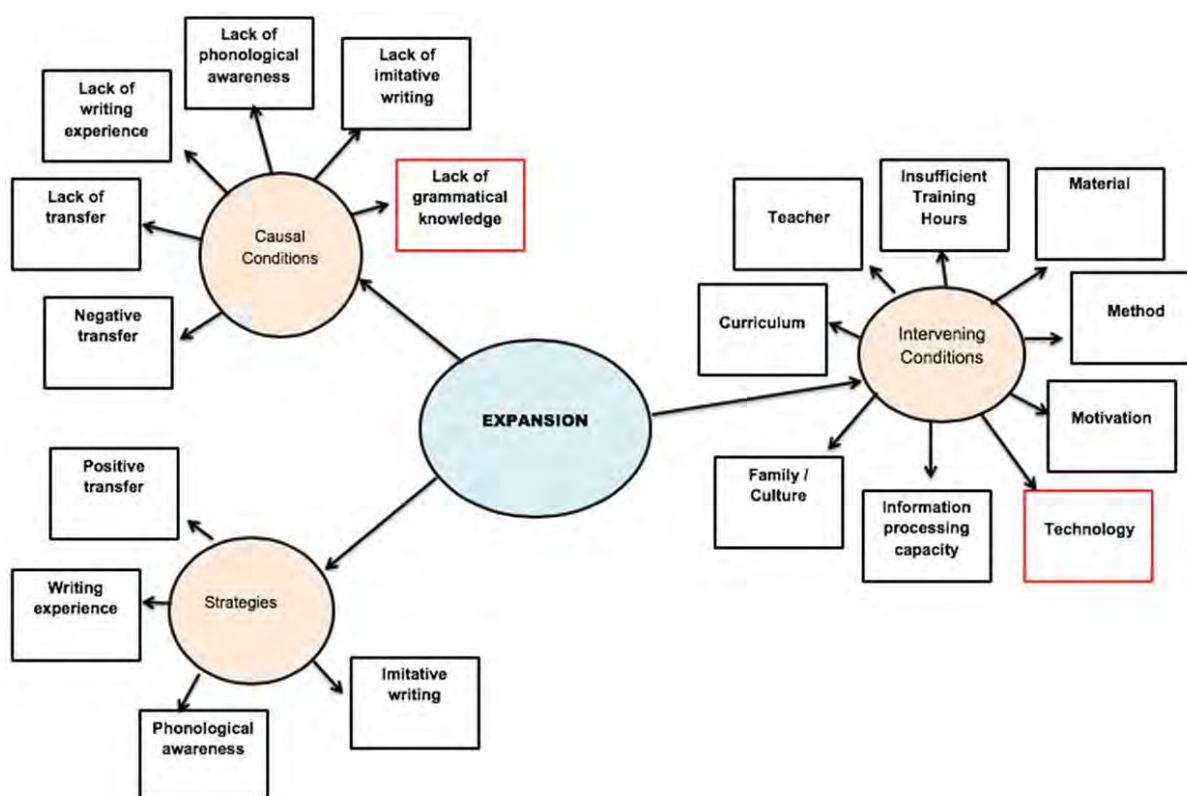 Lack of
phonological
awareness
Lack of
imitative
writing
Lack of
writing
experience
Lack of
transfer
Lack of
grammatical
knowledge
Causal
Conditions
Negative
transfer
Insufficient
Training
Hours
Material
Teacher
Curriculum
Method
Intervening
Conditions
Motivation
EXPANSION
Family /
Culture
Information
processing
capacity
Technology
Positive
transfer
Writing
experience
Strategies
Imitative
writing
Phonological
awareness